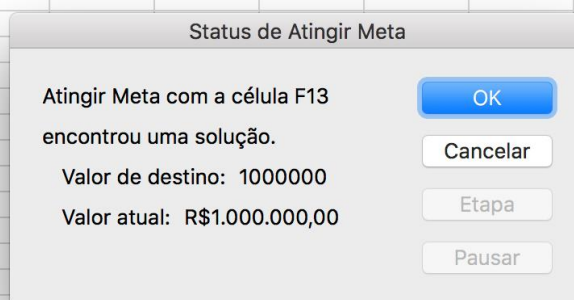 Status de Atingir Meta
Atingir Meta com a célula F13
encontrou uma solução.
Valor de destino: 1000000
Valor atual: R$1.000.000,00
OK
Cancelar
Etapa
Pausar